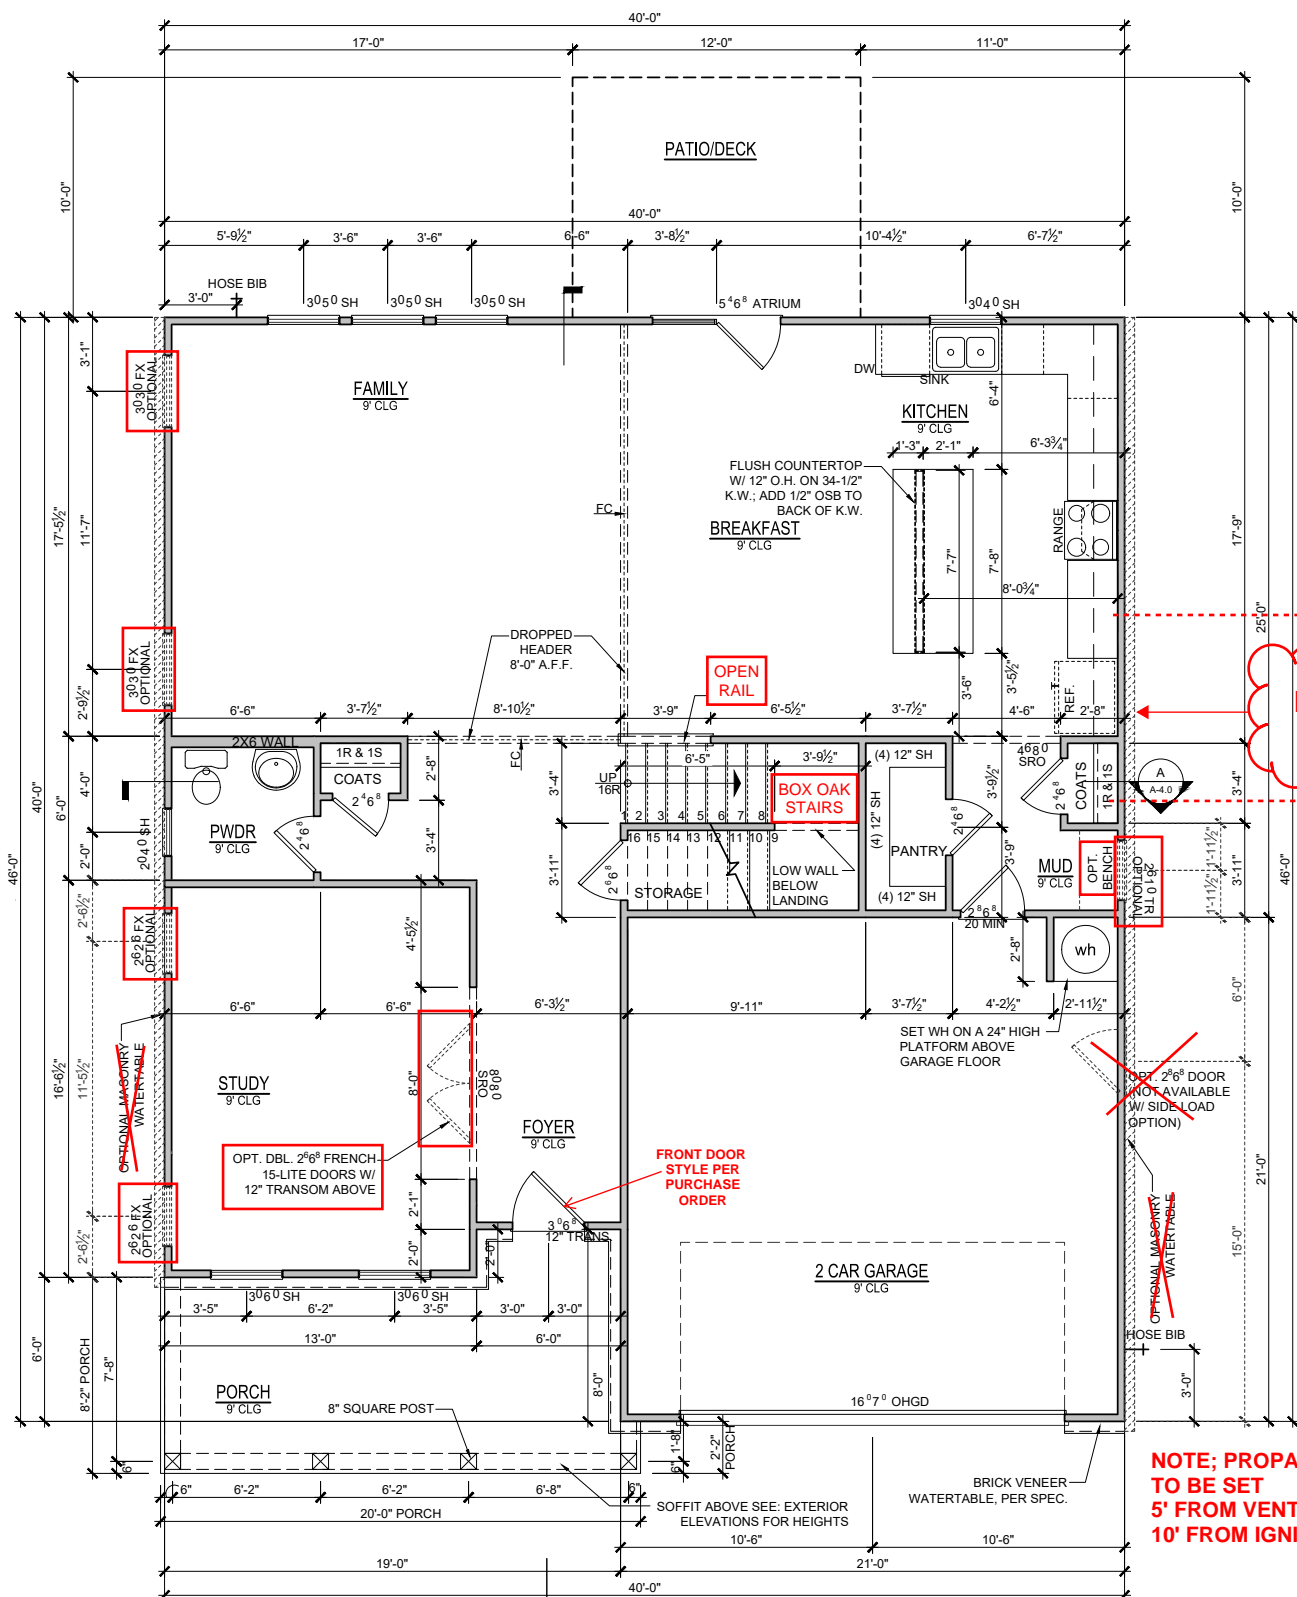 40'-0"
17'-0"
12'-0"
11'-0"
PATIO/DECK
10'-0"
10'-0"
40'-0"
5'-9½"
3'-6"
3'-6"
6'-6"
3'-8½"
10'-4½"
6'-7½"
HOSE BIB
3'-0"
3050 SH
3050 SH
3050 SH
5468 ATRIUM
3040 SH
3'-1"
3030 FX
OPTIONAL
FAMILY
9' CLG
DW
SINK
6'-4"
KITCHEN
9' CLG
1'-3"
2'-1"
6'-3¾"
FLUSH COUNTERTOP
W/ 12" O.H. ON 34-1/2"
K.W.; ADD 1/2" OSB TO
BACK OF K.W.
FC
BREAKFAST
9' CLG
RANGE
17'-5½"
11'-7"
17'-9"
7'-7"
7'-8"
8'-0¾"
25'-0"
3030 FX
OPTIONAL
DROPPED
HEADER
8'-0" A.F.F.
OPEN
RAIL
3'-6"
3'-5½"
REF.
T
2'-9½"
6'-6"
3'-7½"
8'-10½"
3'-9"
6'-5½"
3'-7½"
4'-6"
2'-8"
2X6 WALL
1R & 1S
COATS
2468
2'-8"
FC
6'-5"
3'-9½"
UP
16R
3'-4"
BOX OAK
STAIRS
(4) 12" SH
(4) 12" SH
4680
SRO
3'-9½"
2468
COATS
1R & 1S
A
A-4.0
3'-4"
40'-0"
46'-0"
6'-0"
4'-0"
2'-0"
2040 SH
PWDR
9' CLG
2468
3'-4"
1 2 3 4 5 6 7 8
16 15 14 13 12 11 10 9
3'-11"
2668
STORAGE
LOW WALL
BELOW
LANDING
PANTRY
(4) 12" SH
2468
3'-9"
MUD
9' CLG
OPT.
BENCH
2610 TR
OPTIONAL
1'-11½"
1'-11½"
3'-11"
46'-0"
2868
20 MIN
2'-8"
wh
2'-6½"
2626 FX
OPTIONAL
4'-5½"
6'-6"
6'-6"
6'-3½"
9'-11"
3'-7½"
4'-2½"
2'-11½"
6'-0"
SET WH ON A 24" HIGH
PLATFORM ABOVE
GARAGE FLOOR
OPTIONAL MASONRY
WATERTABLE
16'-6½"
11'-5½"
STUDY
9' CLG
8'-0"
8080
SRO
OPT. 2868 DOOR
(NOT AVAILABLE
W/ SIDE LOAD
OPTION)
FOYER
9' CLG
OPT. DBL. 2668 FRENCH
15-LITE DOORS W/
12" TRANSOM ABOVE
FRONT DOOR
STYLE PER
PURCHASE
ORDER
21'-0"
2'-1"
2'-0"
2'-0"
3068
12" TRANS
2626 FX
OPTIONAL
2'-6½"
OPTIONAL MASONRY
WATERTABLE
15'-0"
2 CAR GARAGE
9' CLG
3060 SH
3060 SH
3'-5"
6'-2"
3'-5"
3'-0"
3'-0"
13'-0"
6'-0"
HOSE BIB
3'-0"
6'-0"
8'-2" PORCH
7'-8"
PORCH
9' CLG
8" SQUARE POST
8'-0"
1670 OHGD
6"
1'-8"
6"
2'-2"
PORCH
6"
6'-2"
6'-2"
6'-8"
6"
20'-0" PORCH
SOFFIT ABOVE SEE: EXTERIOR
ELEVATIONS FOR HEIGHTS
BRICK VENEER
WATERTABLE, PER SPEC.
NOTE; PROPA
TO BE SET
5' FROM VENT
10' FROM IGNI
10'-6"
10'-6"
19'-0"
21'-0"
40'-0"